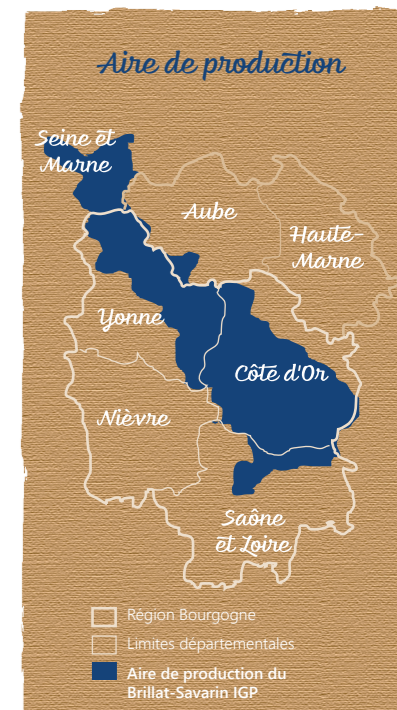 Aire de production
Seine et
Marne
Aube
Haute-
Marne
Yonne
Côte d'Or
Nièvre
Saône
et Loire
Région Bourgogne
Limites départementales
Aire de production du
Brillat-Savarin IGP